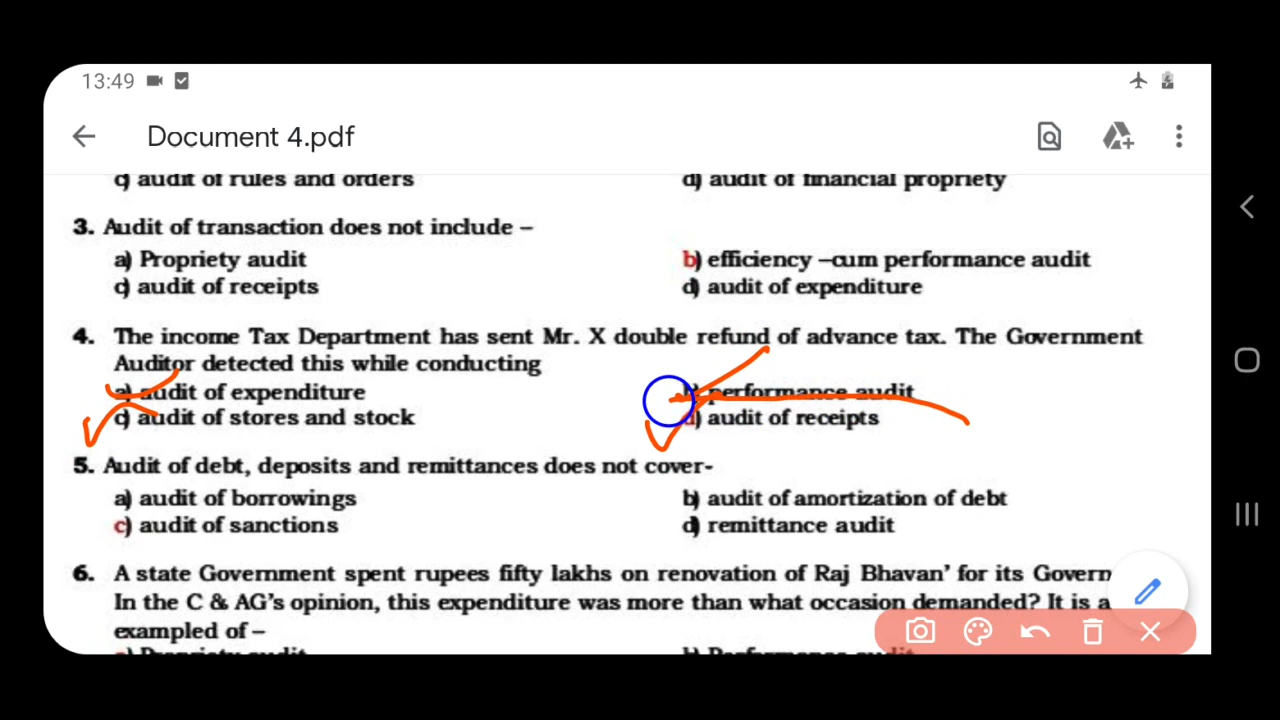 13:49
Document 4.pdf
c) audit of rules and orders d) audit of financial propriety
3. Audit of transaction does not include –
a) Propriety audit b) efficiency –cum performance audit
c) audit of receipts d) audit of expenditure
4. The income Tax Department has sent Mr. X double refund of advance tax. The Government
Auditor detected this while conducting
a) audit of expenditure b) performance audit
c) audit of stores and stock d) audit of receipts
5. Audit of debt, deposits and remittances does not cover-
a) audit of borrowings b) audit of amortization of debt
c) audit of sanctions d) remittance audit
6. A state Government spent rupees fifty lakhs on renovation of Raj Bhavan’ for its Govern
In the C & AG’s opinion, this expenditure was more than what occasion demanded? It is a
exampled of –
a) Propriety audit b) Performance audit